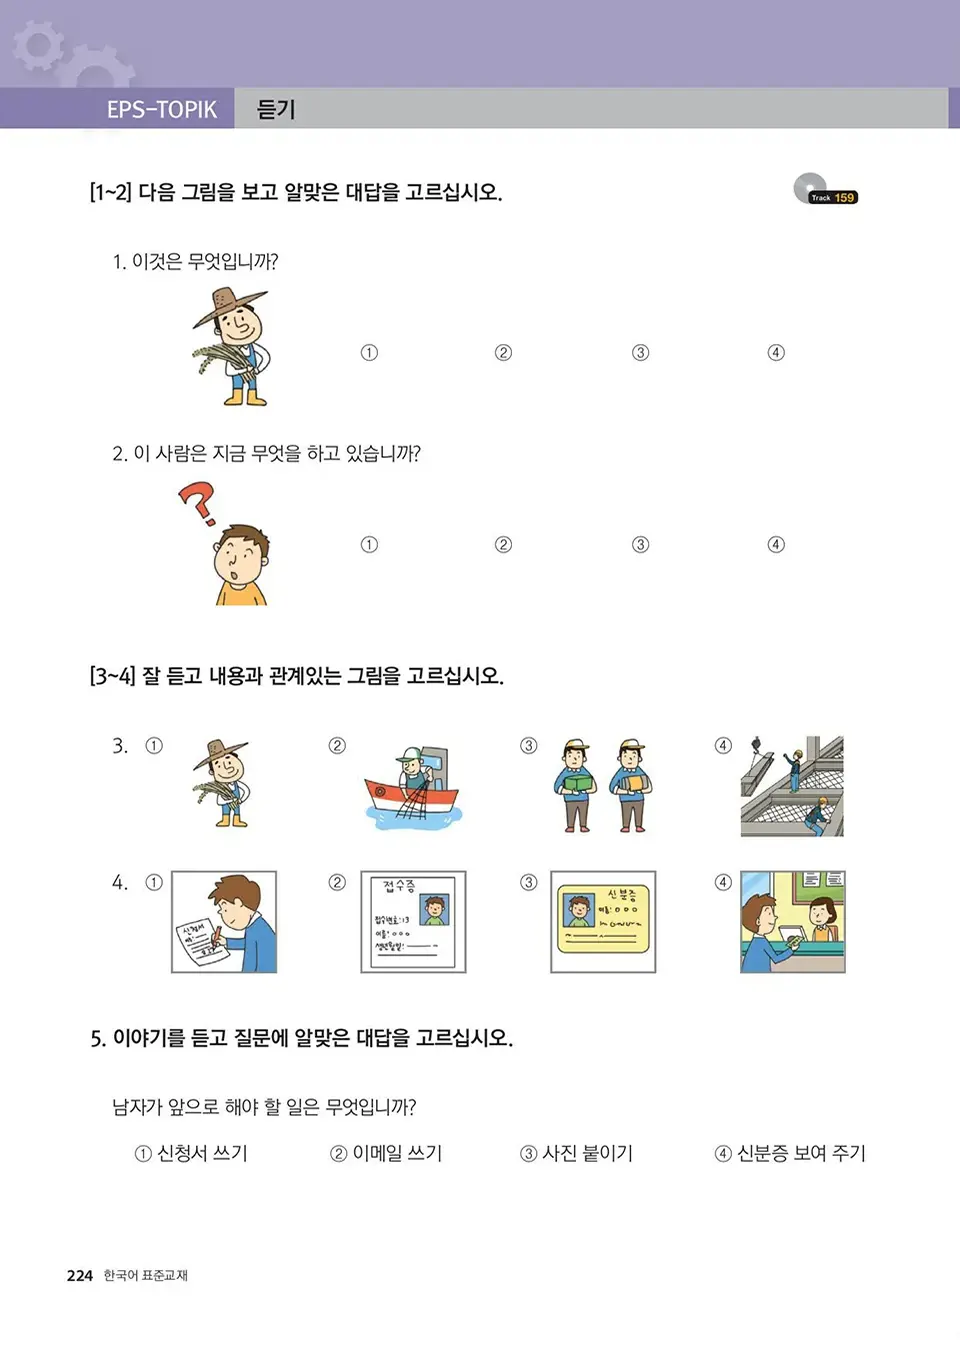 EPS-TOPIK 듣기
[1~2] 다음 그림을 보고 알맞은 대답을 고르십시오.
Track 159
1. 이것은 무엇입니까?
① ② ③ ④
2. 이 사람은 지금 무엇을 하고 있습니까?
?
① ② ③ ④
[3~4] 잘 듣고 내용과 관계있는 그림을 고르십시오.
3. ① ② ③ ④
4. ① ② ③ ④
신청서
접수증
접수번호:13
이름: ○○○
생년월일:
신분증
이름: ○○○
5. 이야기를 듣고 질문에 알맞은 대답을 고르십시오.
남자가 앞으로 해야 할 일은 무엇입니까?
① 신청서 쓰기 ② 이메일 쓰기 ③ 사진 붙이기 ④ 신분증 보여 주기
224 한국어 표준교재